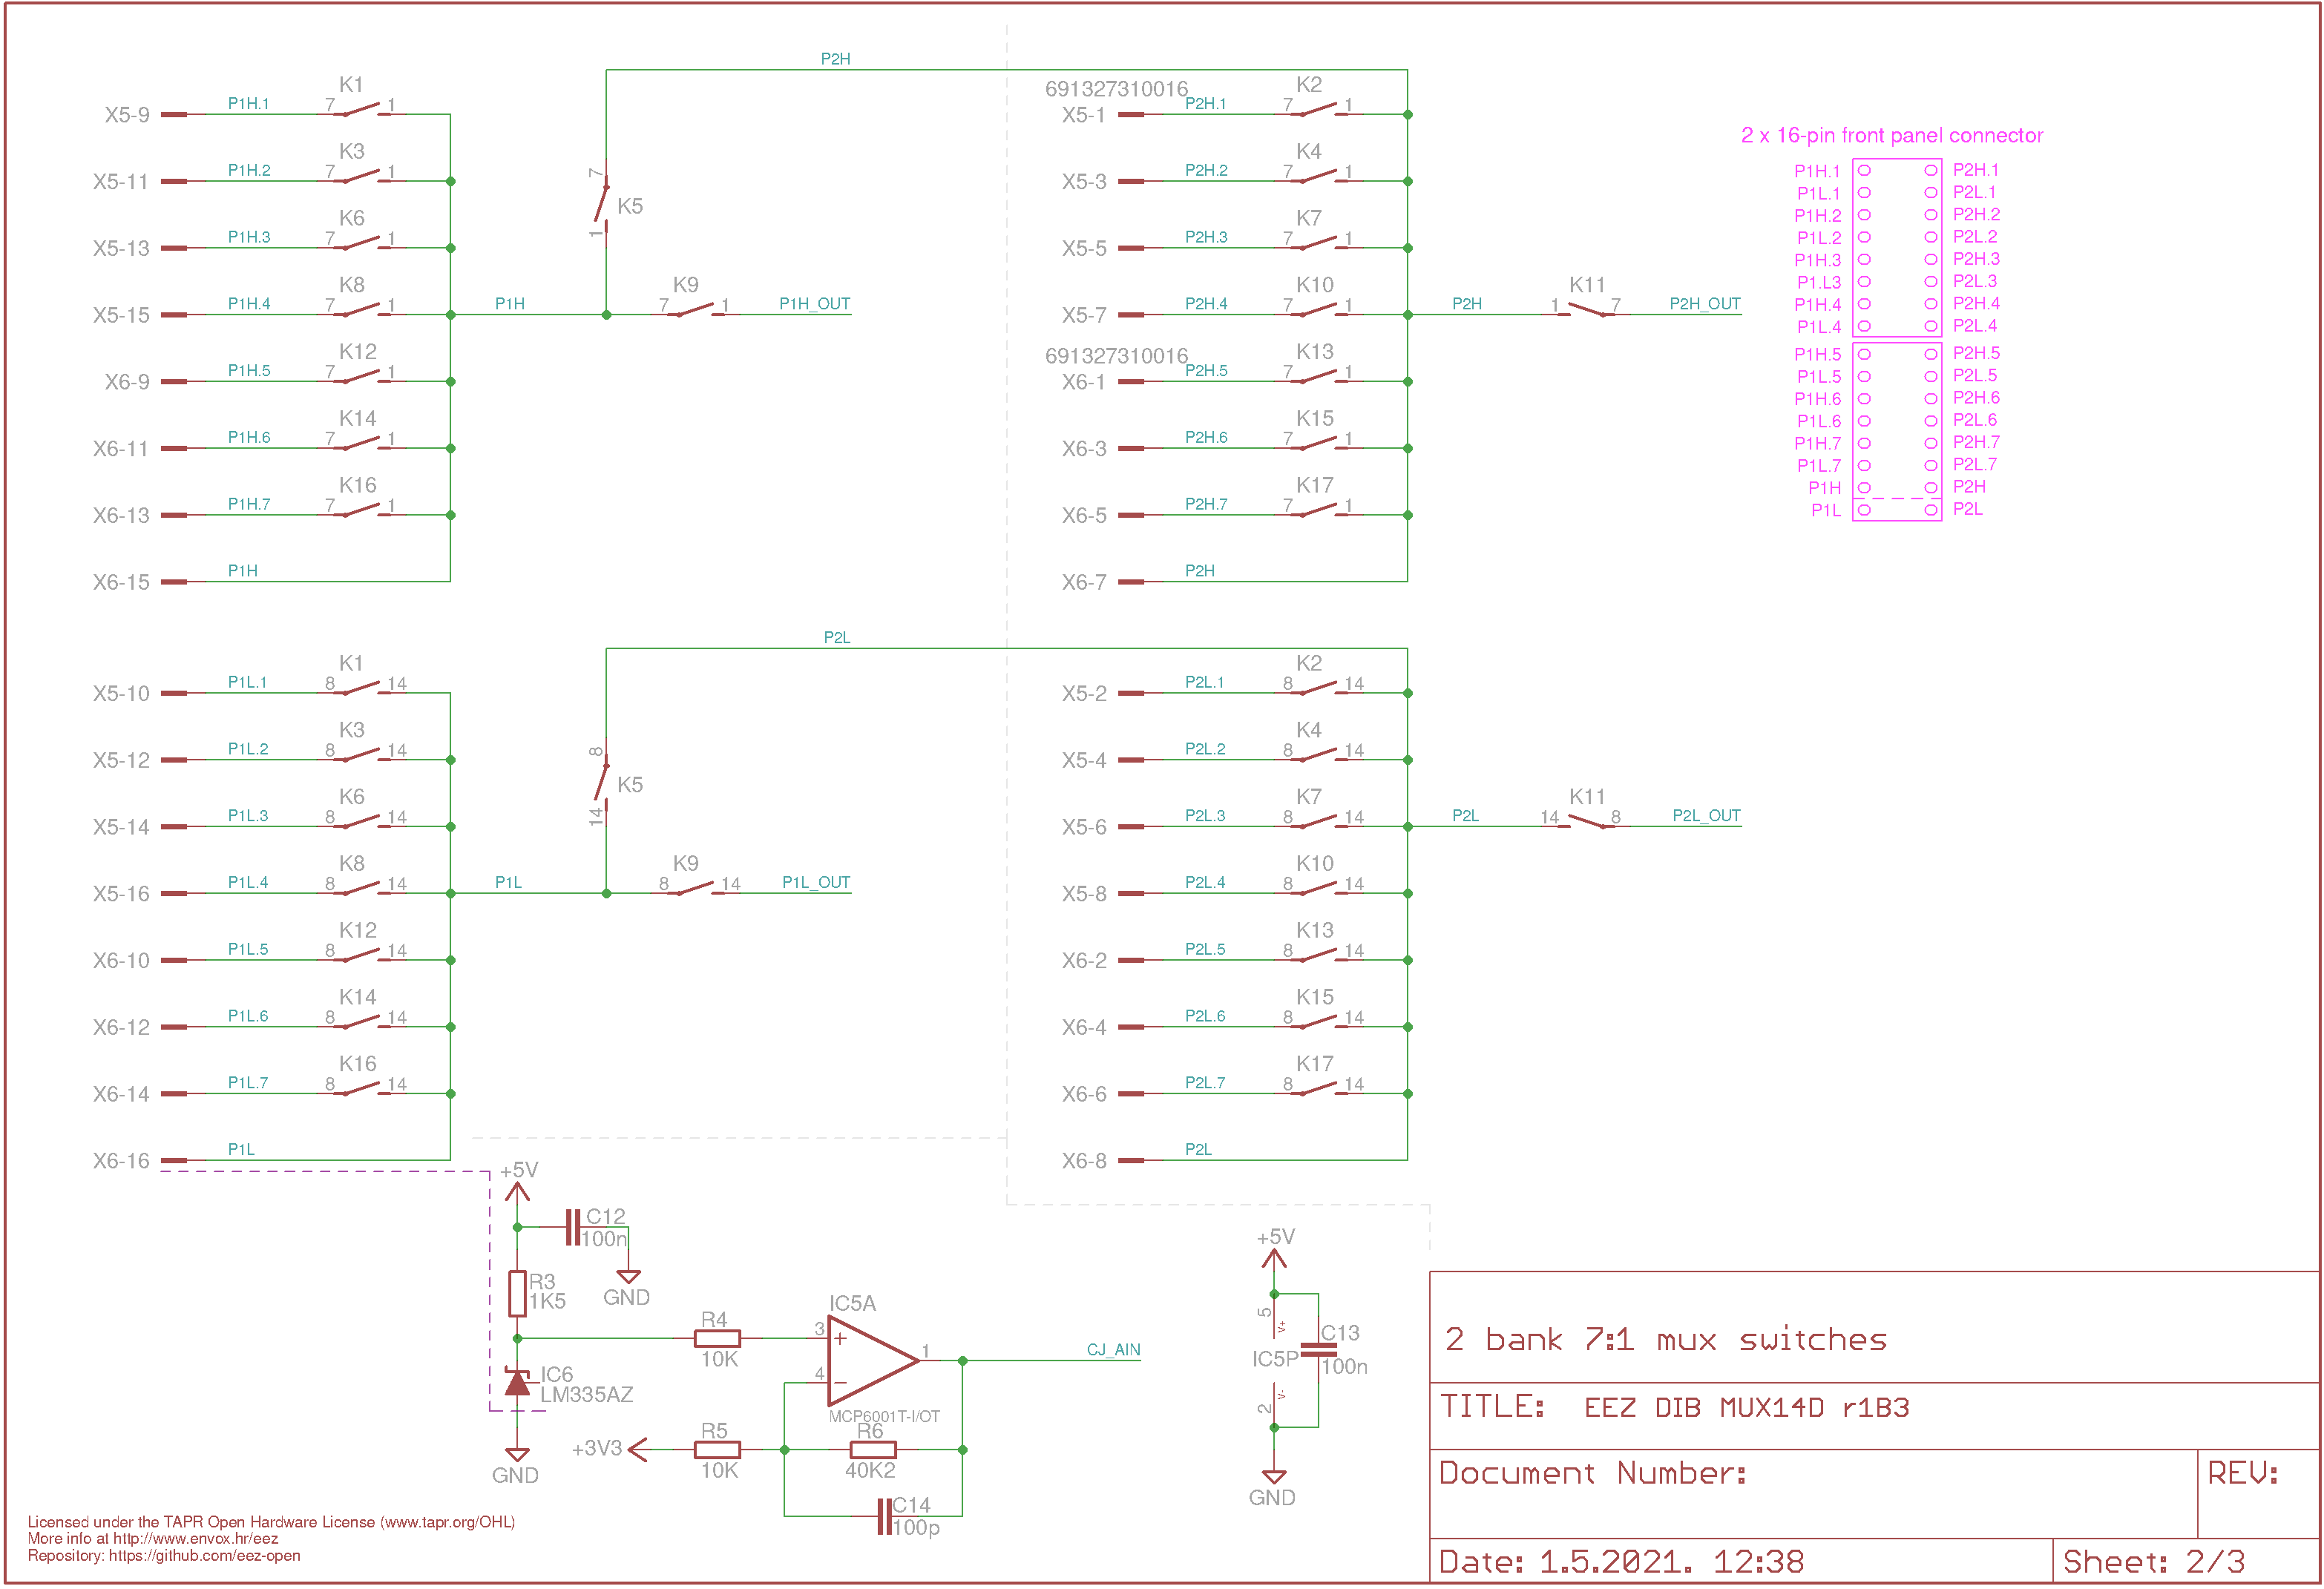 P2H
K1
X5-9 P1H.1 7 1
K3
X5-11 P1H.2 7 1
K6
X5-13 P1H.3 7 1
K8
X5-15 P1H.4 7 1
K12
X6-9 P1H.5 7 1
K14
X6-11 P1H.6 7 1
K16
X6-13 P1H.7 7 1
X6-15 P1H
7
K5
1
P1H
K9
7 1 P1H_OUT
691327310016
K2
X5-1 P2H.1 7 1
K4
X5-3 P2H.2 7 1
K7
X5-5 P2H.3 7 1
K10
X5-7 P2H.4 7 1
691327310016
K13
X6-1 P2H.5 7 1
K15
X6-3 P2H.6 7 1
K17
X6-5 P2H.7 7 1
X6-7 P2H
P2H
K11
1 7 P2H_OUT
2 x 16-pin front panel connector
P1H.1 P2H.1
P1L.1 P2L.1
P1H.2 P2H.2
P1L.2 P2L.2
P1H.3 P2H.3
P1.L3 P2L.3
P1H.4 P2H.4
P1L.4 P2L.4
P1H.5 P2H.5
P1L.5 P2L.5
P1H.6 P2H.6
P1L.6 P2L.6
P1H.7 P2H.7
P1L.7 P2L.7
P1H P2H
P1L P2L
P2L
K1
X5-10 P1L.1 8 14
K3
X5-12 P1L.2 8 14
K6
X5-14 P1L.3 8 14
K8
X5-16 P1L.4 8 14
K12
X6-10 P1L.5 8 14
K14
X6-12 P1L.6 8 14
K16
X6-14 P1L.7 8 14
X6-16 P1L
8
K5
14
P1L
K9
8 14 P1L_OUT
K2
X5-2 P2L.1 8 14
K4
X5-4 P2L.2 8 14
K7
X5-6 P2L.3 8 14
K10
X5-8 P2L.4 8 14
K13
X6-2 P2L.5 8 14
K15
X6-4 P2L.6 8 14
K17
X6-6 P2L.7 8 14
X6-8 P2L
P2L
K11
14 8 P2L_OUT
+5V
C12
100n
GND
R3
1K5
IC6
LM335AZ
GND
R4
10K
IC5A
3 +
4 −
1
MCP6001T-I/OT
CJ_AIN
+3V3
R5
10K
R6
40K2
C14
100p
+5V
5 V+
IC5P
2 V-
C13
100n
GND
2 bank 7:1 mux switches
TITLE: EEZ DIB MUX14D r1B3
Document Number:
REV:
Date: 1.5.2021. 12:38
Sheet: 2/3
Licensed under the TAPR Open Hardware License (www.tapr.org/OHL)
More info at http://www.envox.hr/eez
Repository: https://github.com/eez-open